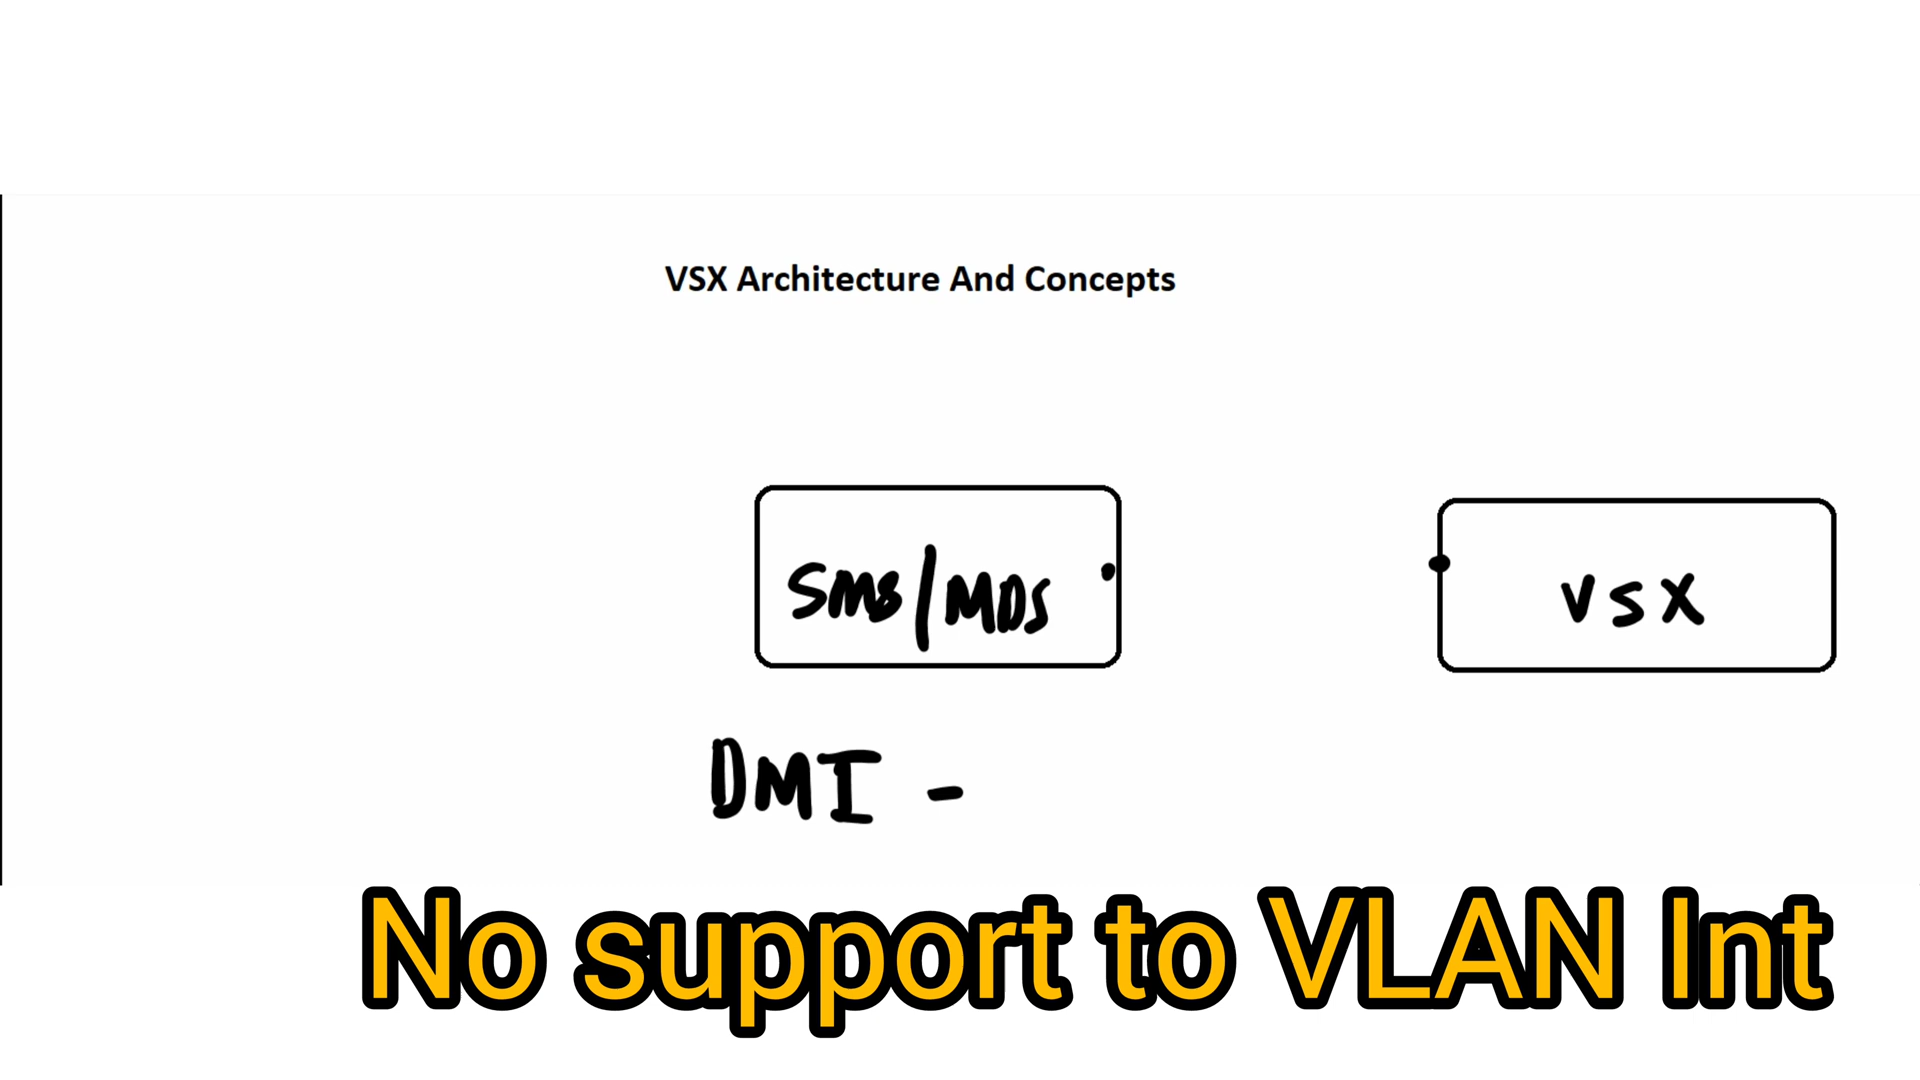 VSX Architecture And Concepts
SMS/MDS
VSX
DMI -
No support to VLAN Int